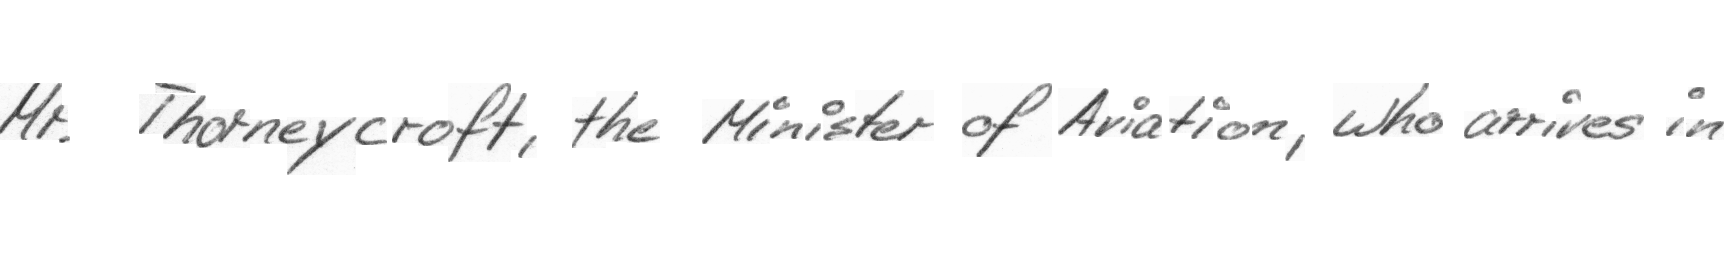 Mr. Thorneycroft, the Minister of Aviation, who arrives in